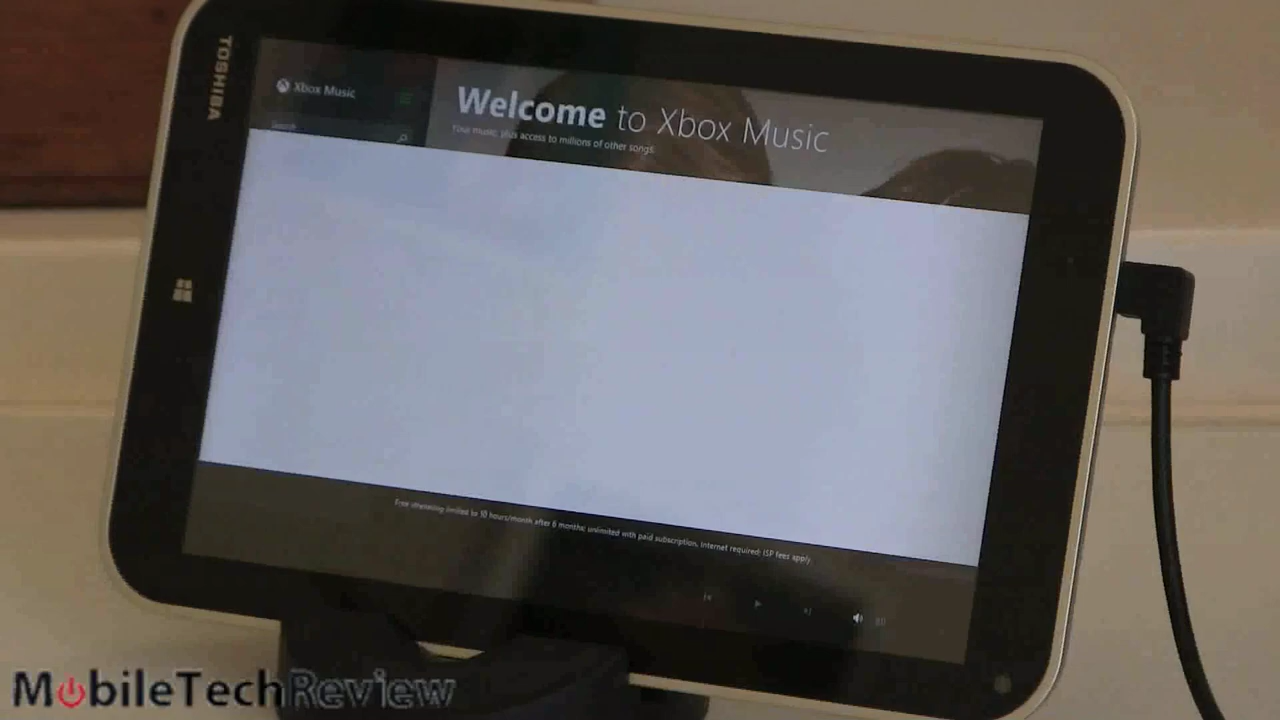 TOSHIBA
Xbox Music
Search
Welcome to Xbox Music
Your music, plus access to millions of other songs.
Free streaming limited to 10 hours/month after 6 months; unlimited with paid subscription. Internet required; ISP fees apply.
MobileTechReview